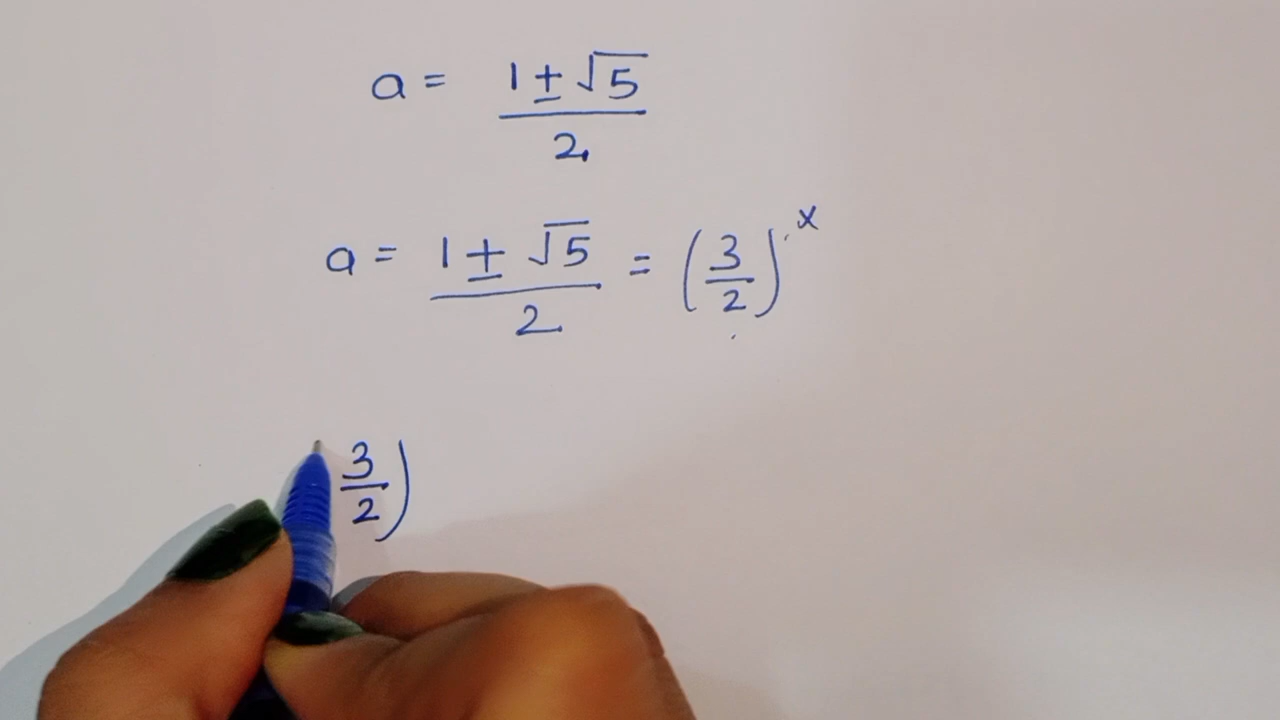 a = (1 ± √5)/2
a = (1 ± √5)/2 = (3/2)^x
3/2)